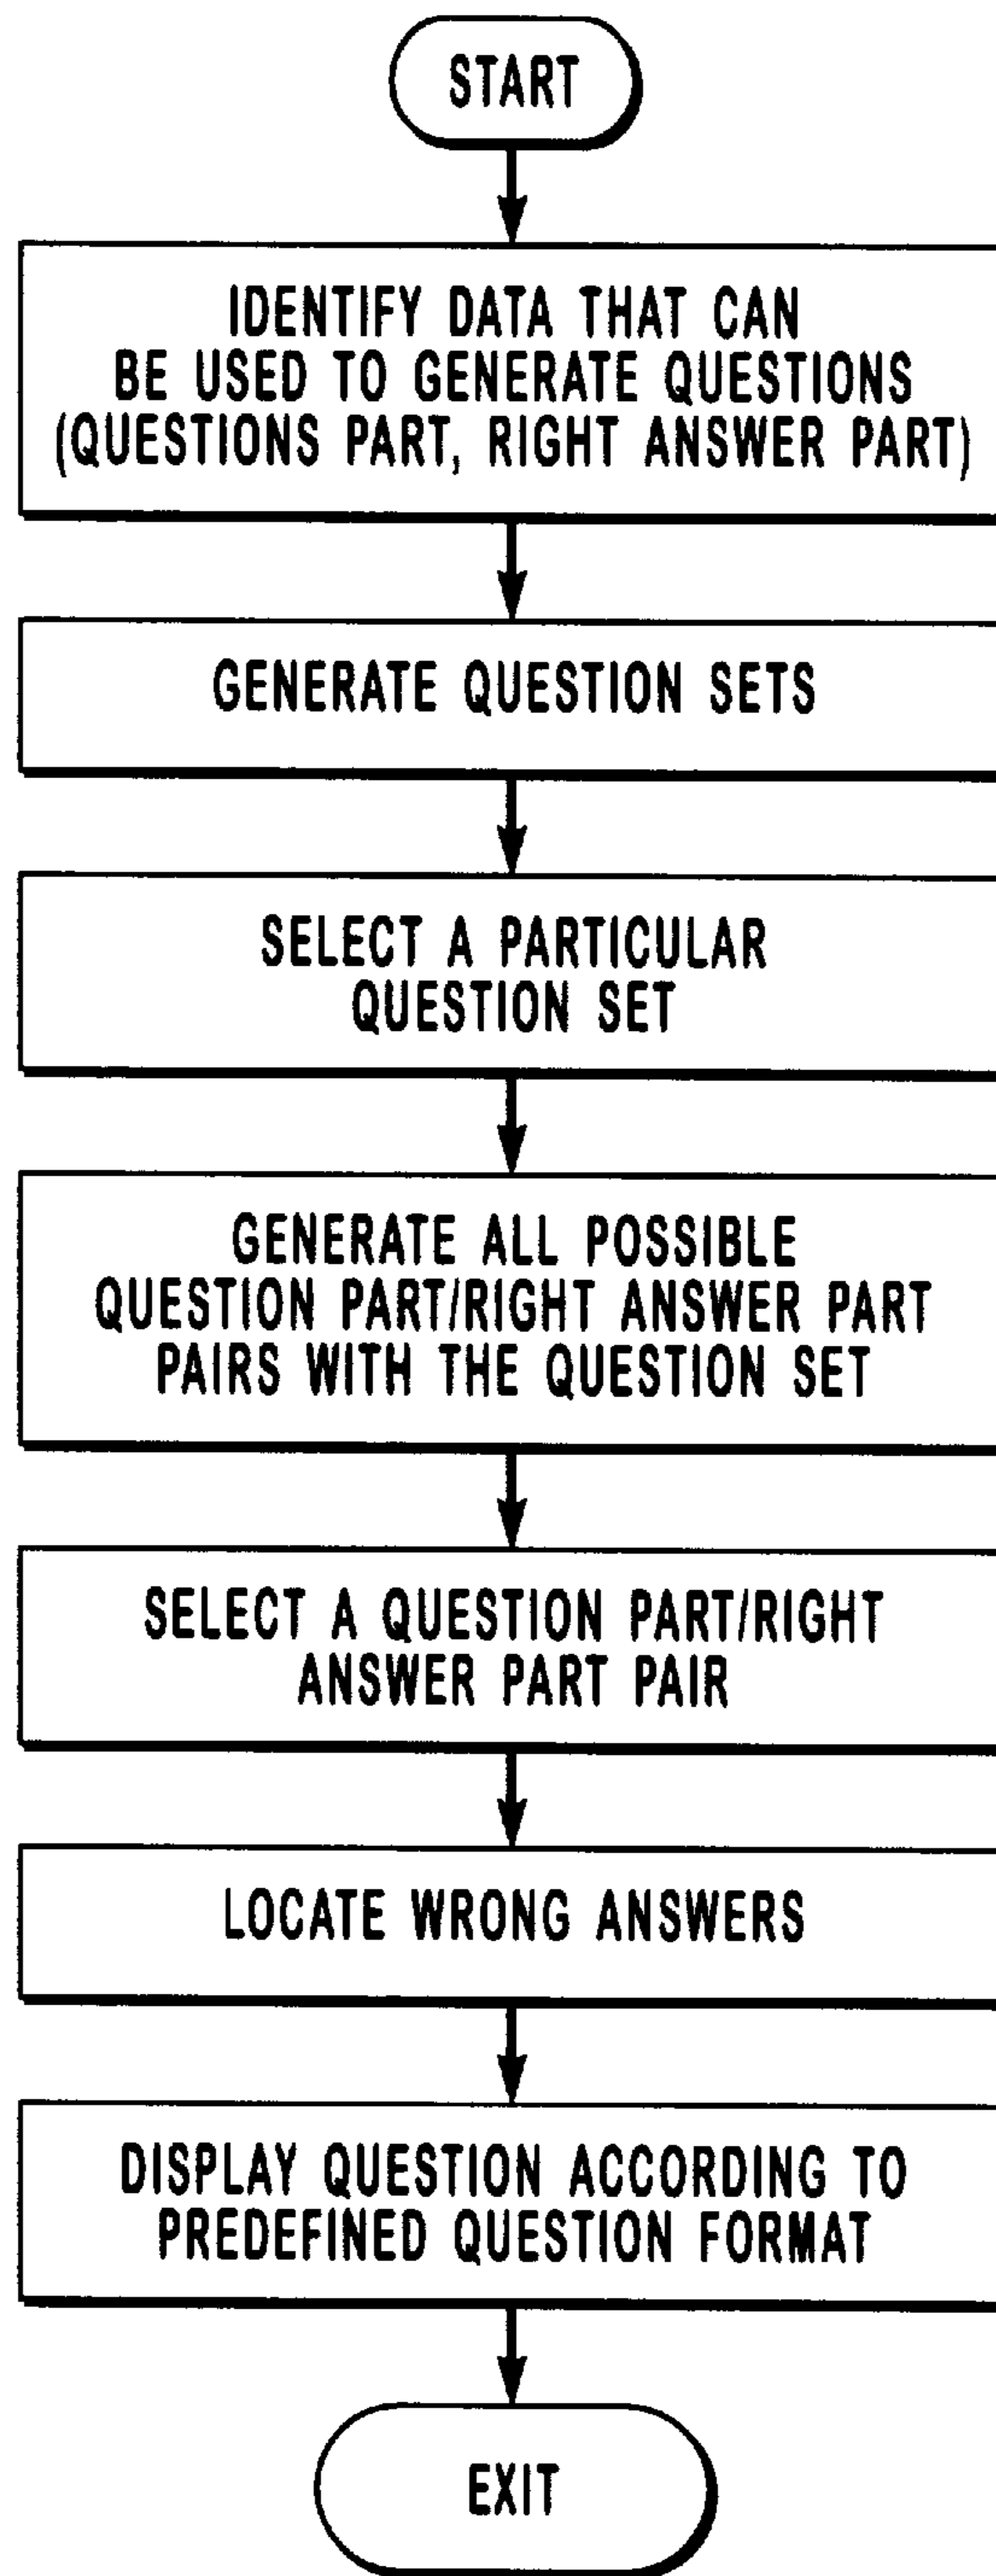 START
IDENTIFY DATA THAT CAN
BE USED TO GENERATE QUESTIONS
(QUESTIONS PART, RIGHT ANSWER PART)
GENERATE QUESTION SETS
SELECT A PARTICULAR
QUESTION SET
GENERATE ALL POSSIBLE
QUESTION PART/RIGHT ANSWER PART
PAIRS WITH THE QUESTION SET
SELECT A QUESTION PART/RIGHT
ANSWER PART PAIR
LOCATE WRONG ANSWERS
DISPLAY QUESTION ACCORDING TO
PREDEFINED QUESTION FORMAT
EXIT